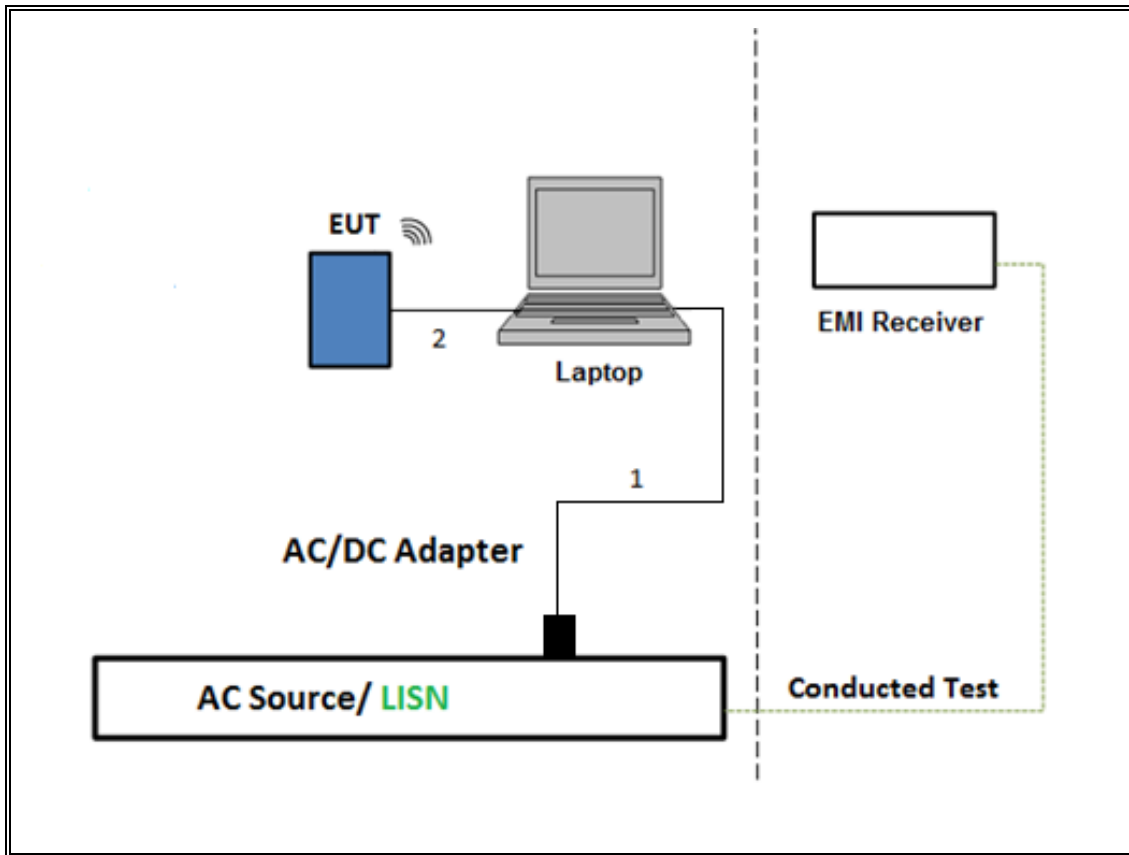 EUT
2
Laptop
EMI Receiver
1
AC/DC Adapter
AC Source/ LISN
Conducted Test